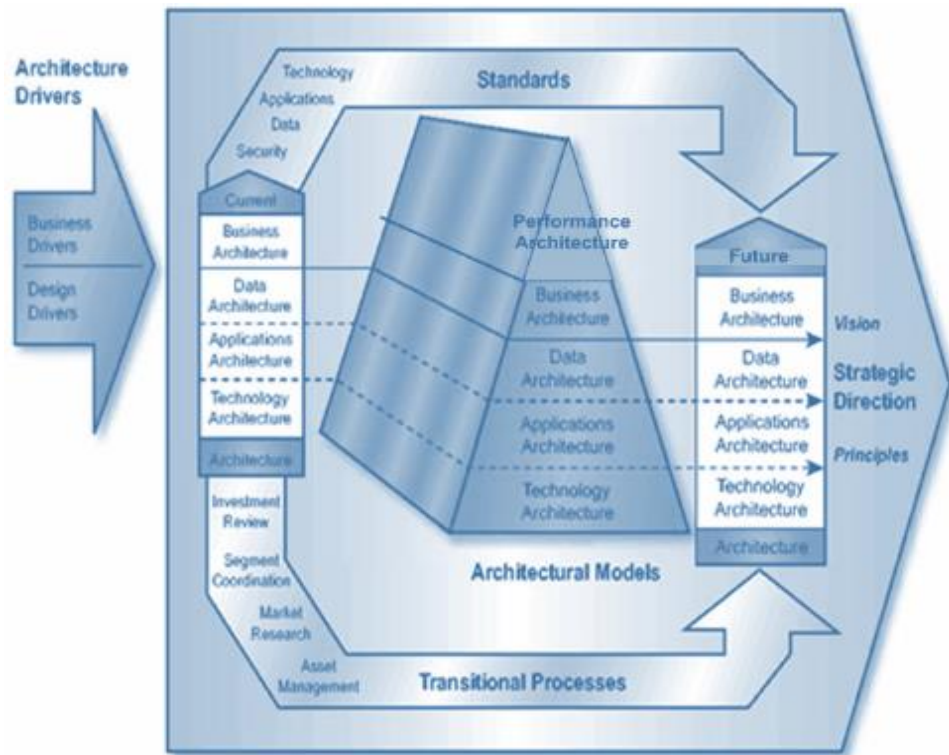 Architecture
Drivers
Business
Drivers
Design
Drivers
Technology
Applications
Data
Security
Standards
Current
Business
Architecture
Data
Architecture
Applications
Architecture
Technology
Architecture
Architecture
Investment
Review
Segment
Coordination
Market
Research
Asset
Management
Transitional Processes
Performance
Architecture
Business
Architecture
Data
Architecture
Applications
Architecture
Technology
Architecture
Architectural Models
Future
Business
Architecture
Data
Architecture
Applications
Architecture
Technology
Architecture
Architecture
Vision
Strategic
Direction
Principles